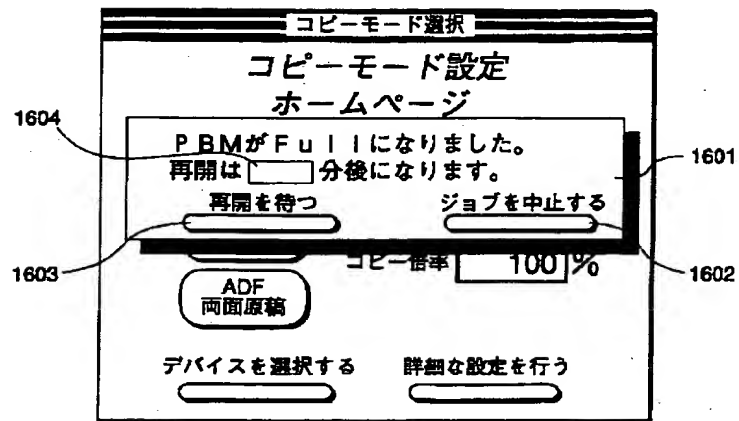 コピーモード選択
コピーモード設定
ホームページ
1604
PBMがFullになりました。
再開は 分後になります。
1601
再開を待つ ジョブを中止する
1603
コピー倍率 100 %
1602
ADF
両面原稿
デバイスを選択する 詳細な設定を行う